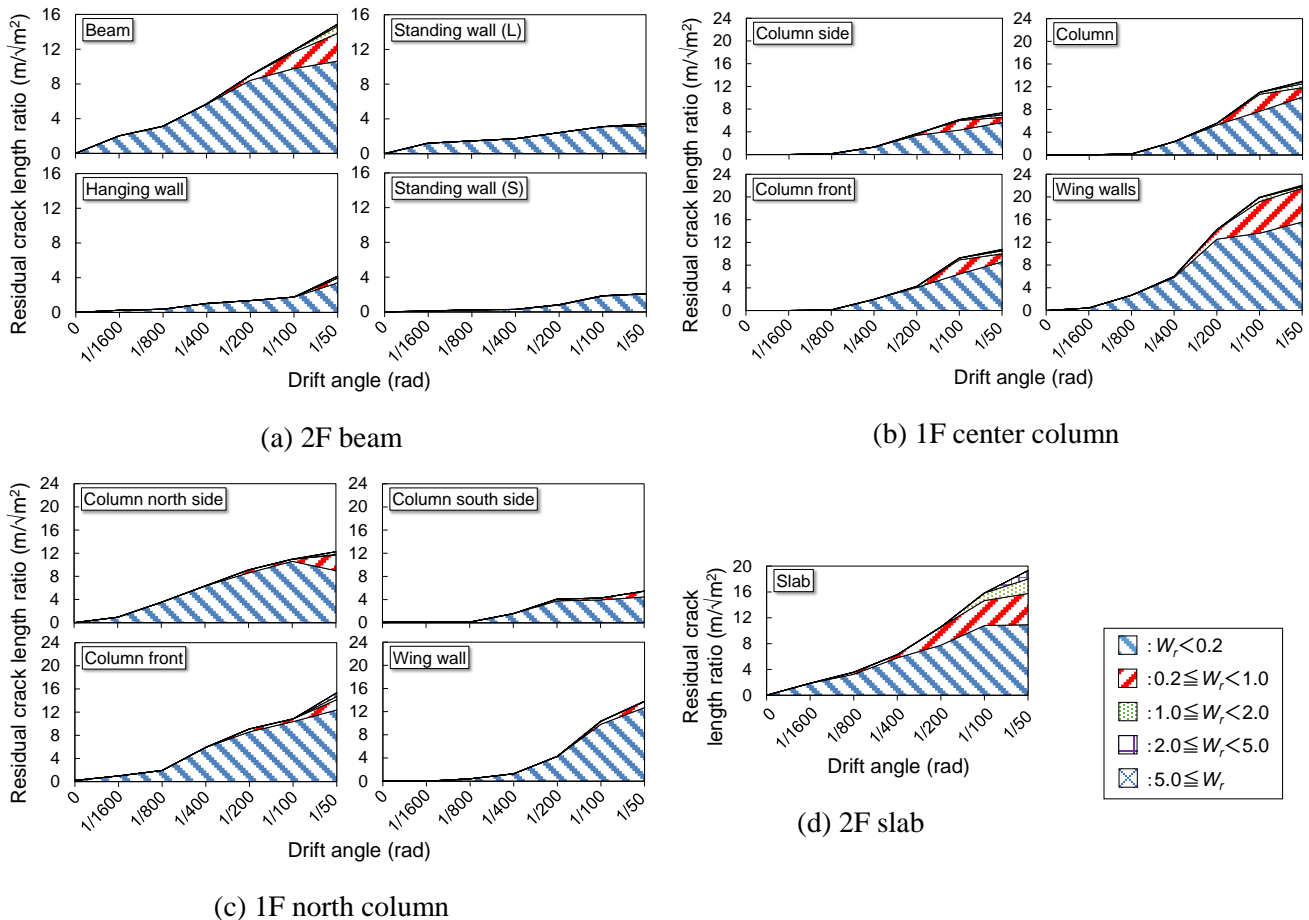 Residual crack length ratio (m/√m²)
16
12
8
4
0
Beam
Standing wall (L)
16
12
8
4
0
16
12
8
4
0
Hanging wall
16
12
8
4
0
Standing wall (S)
0 1/1600 1/800 1/400 1/200 1/100 1/50
0 1/1600 1/800 1/400 1/200 1/100 1/50
Drift angle (rad)
(a) 2F beam
Residual crack length ratio (m/√m²)
24
20
16
12
8
4
0
Column side
24
20
16
12
8
4
0
Column
24
20
16
12
8
4
0
Column front
24
20
16
12
8
4
0
Wing walls
0 1/1600 1/800 1/400 1/200 1/100 1/50
0 1/1600 1/800 1/400 1/200 1/100 1/50
Drift angle (rad)
(b) 1F center column
Residual crack length ratio (m/√m²)
24
20
16
12
8
4
0
Column north side
24
20
16
12
8
4
0
Column south side
24
20
16
12
8
4
0
Column front
24
20
16
12
8
4
0
Wing wall
0 1/1600 1/800 1/400 1/200 1/100 1/50
0 1/1600 1/800 1/400 1/200 1/100 1/50
Drift angle (rad)
(c) 1F north column
Residual crack
length ratio (m/√m²)
20
16
12
8
4
0
Slab
0 1/1600 1/800 1/400 1/200 1/100 1/50
Drift angle (rad)
(d) 2F slab
: Wr＜0.2
:0.2≦Wr＜1.0
:1.0≦Wr＜2.0
:2.0≦Wr＜5.0
:5.0≦Wr